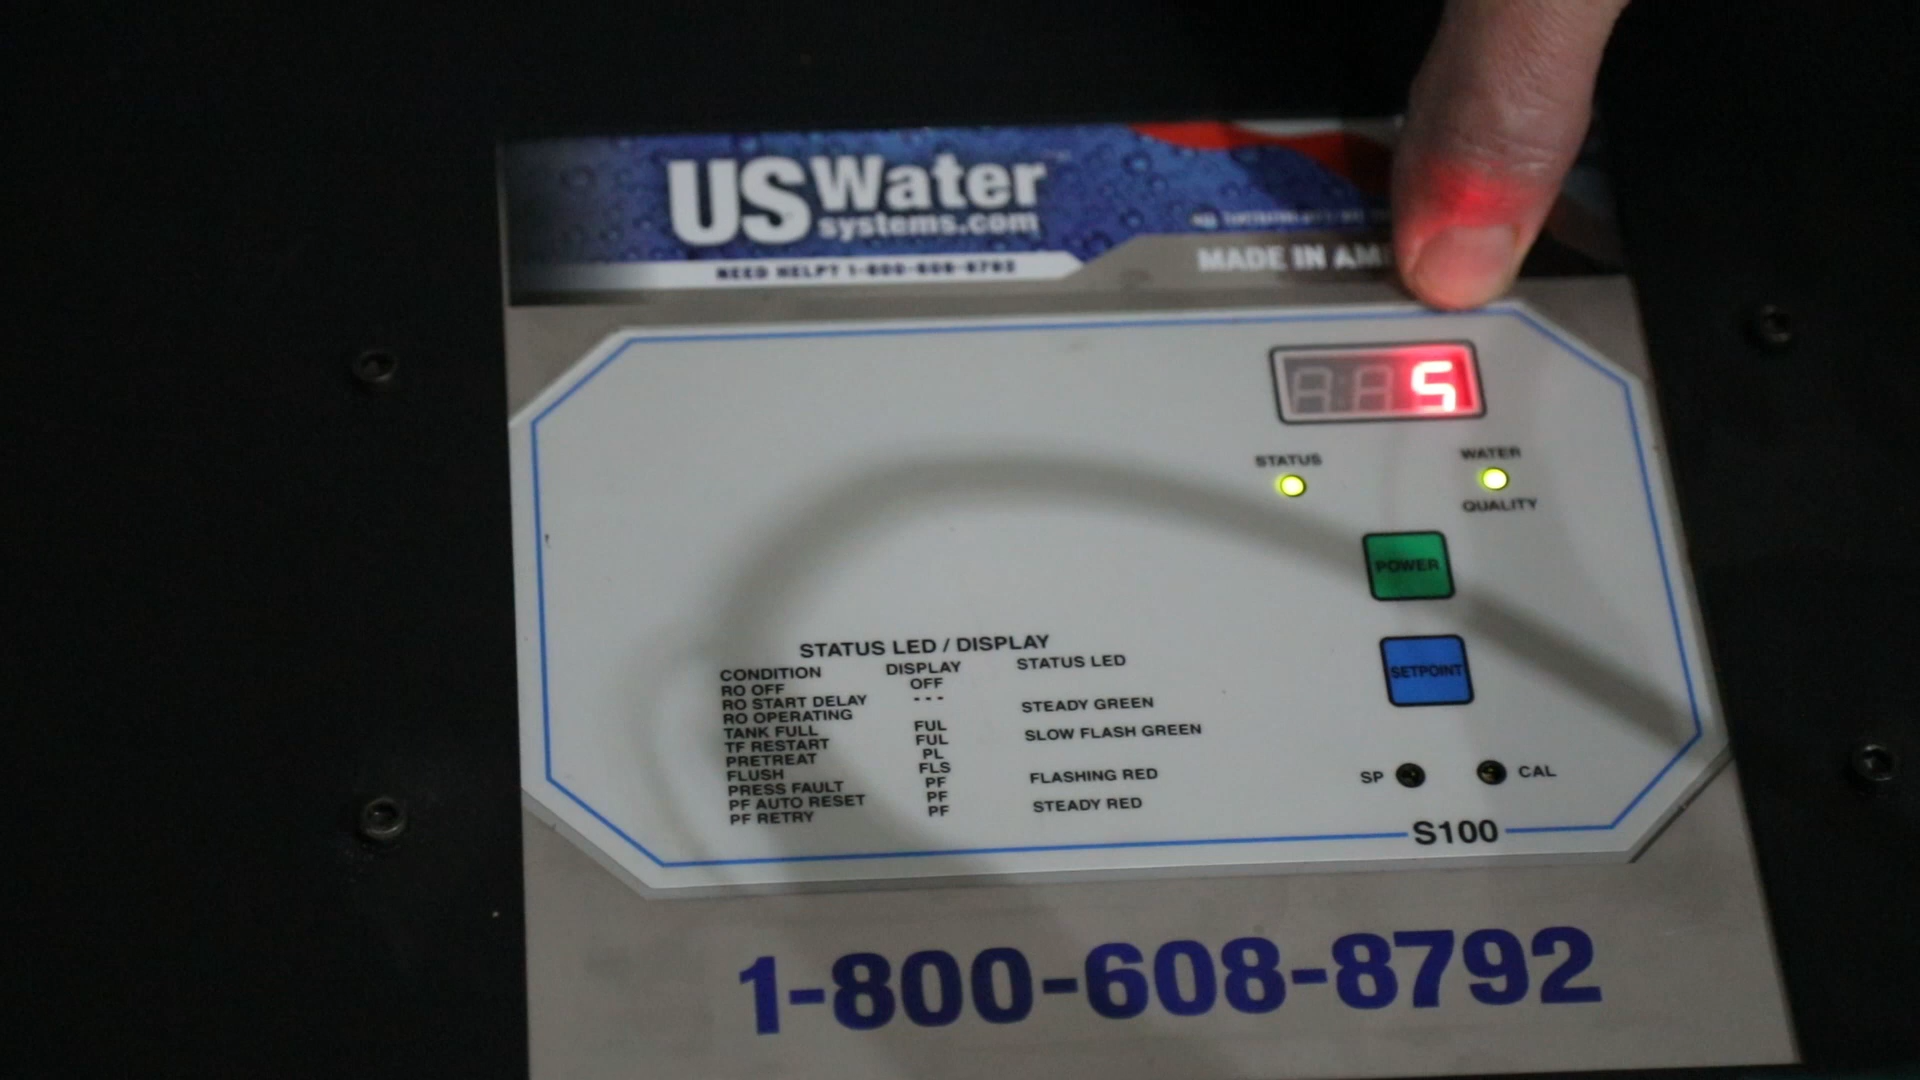 US Water
systems.com
NEED HELP? 1-800-608-8792
MADE IN AM
5
STATUS
WATER
QUALITY
POWER
SETPOINT
STATUS LED / DISPLAY
CONDITION DISPLAY STATUS LED
RO OFF OFF
RO START DELAY - - -
RO OPERATING STEADY GREEN
TANK FULL FUL
TF RESTART FUL SLOW FLASH GREEN
PRETREAT PL
FLUSH FLS
PRESS FAULT PF FLASHING RED
PF AUTO RESET PF
PF RETRY PF STEADY RED
SP CAL
S100
1-800-608-8792